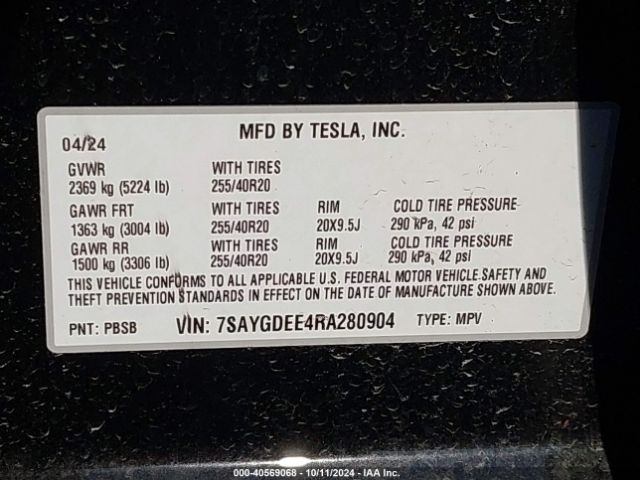 MFD BY TESLA, INC.
04/24
GVWR WITH TIRES
2369 kg (5224 lb) 255/40R20
GAWR FRT WITH TIRES RIM COLD TIRE PRESSURE
1363 kg (3004 lb) 255/40R20 20X9.5J 290 kPa, 42 psi
GAWR RR WITH TIRES RIM COLD TIRE PRESSURE
1500 kg (3306 lb) 255/40R20 20X9.5J 290 kPa, 42 psi
THIS VEHICLE CONFORMS TO ALL APPLICABLE U.S. FEDERAL MOTOR VEHICLE SAFETY AND
THEFT PREVENTION STANDARDS IN EFFECT ON THE DATE OF MANUFACTURE SHOWN ABOVE.
PNT: PBSB VIN: 7SAYGDEE4RA280904 TYPE: MPV
000-40569068 - 10/11/2024 - IAA Inc.